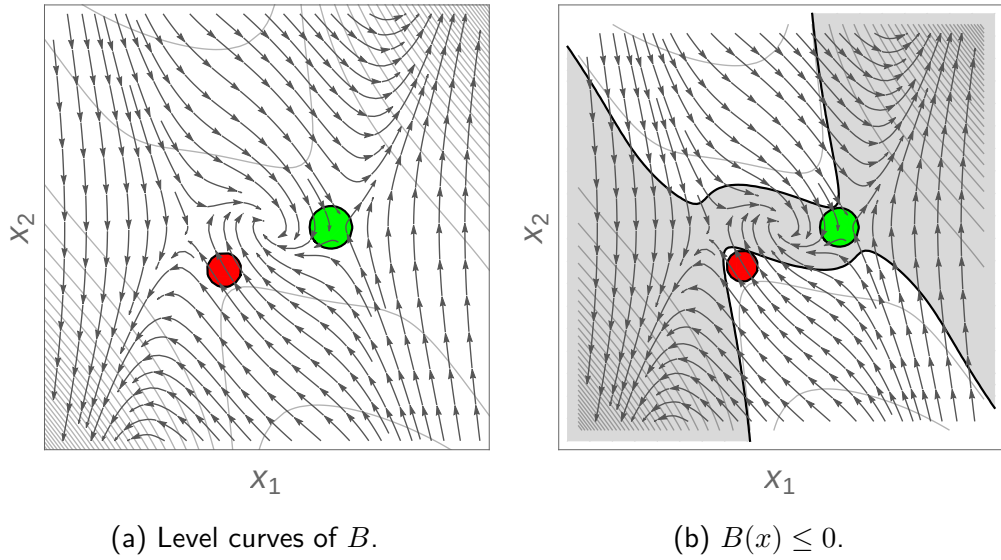 x₂
x₁
(a) Level curves of B.
x₂
x₁
(b) B(x) ≤ 0.